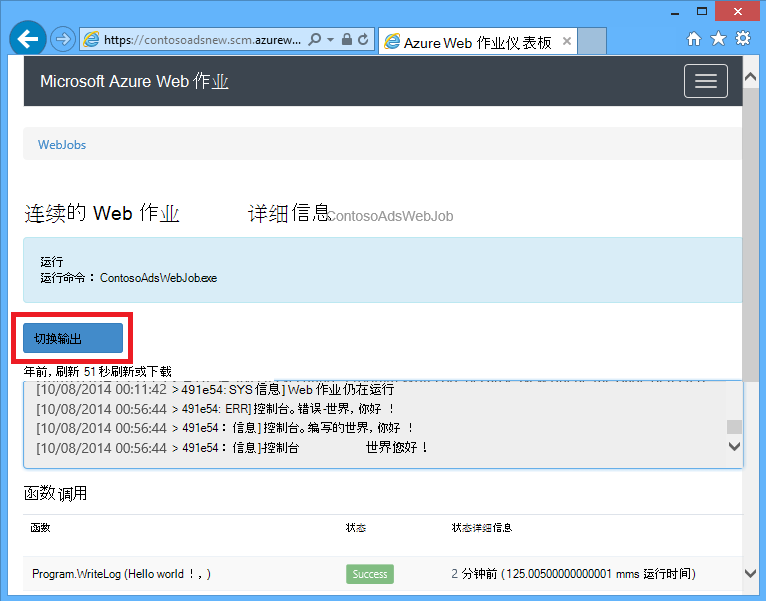 https://contosoadsnew.scm.azurew...
Azure Web 作业仪表板
Microsoft Azure Web 作业
WebJobs
连续的 Web 作业 详细信息 ContosoAdsWebJob
运行
运行命令： ContosoAdsWebJob.exe
切换输出
年前, 刷新 51 秒刷新或下载
[10/08/2014 00:11:42 > 491e54: SYS 信息] Web 作业仍在运行
[10/08/2014 00:56:44 > 491e54: ERR] 控制台。错误-世界, 你好 ！
[10/08/2014 00:56:44 > 491e54： 信息] 控制台。编写的世界, 你好 ！
[10/08/2014 00:56:44 > 491e54： 信息]-控制台 世界您好！
函数调用
函数 状态 状态详细信息
Program.WriteLog (Hello world ！, ) Success 2 分钟前 (125.00500000000001 mms 运行时间)